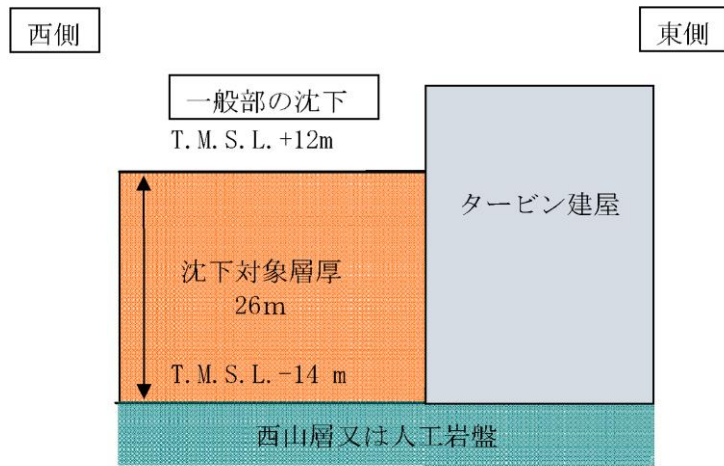 西側
東側
一般部の沈下
T.M.S.L.+12m
タービン建屋
沈下対象層厚
26m
T.M.S.L.-14 m
西山層又は人工岩盤